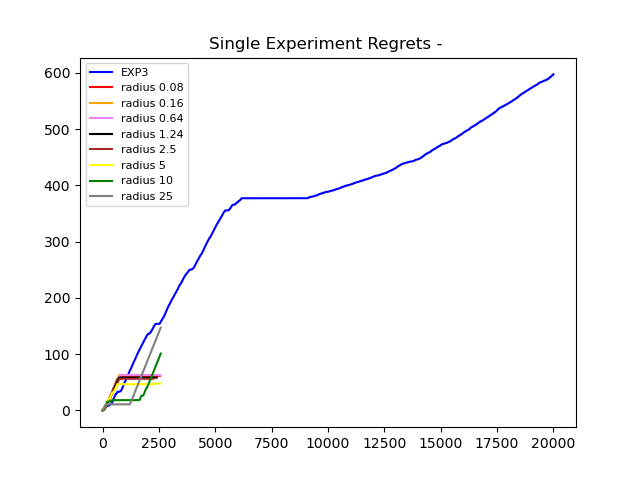 Single Experiment Regrets -
EXP3
radius 0.08
radius 0.16
radius 0.64
radius 1.24
radius 2.5
radius 5
radius 10
radius 25
600
500
400
300
200
100
0
0 2500 5000 7500 10000 12500 15000 17500 20000